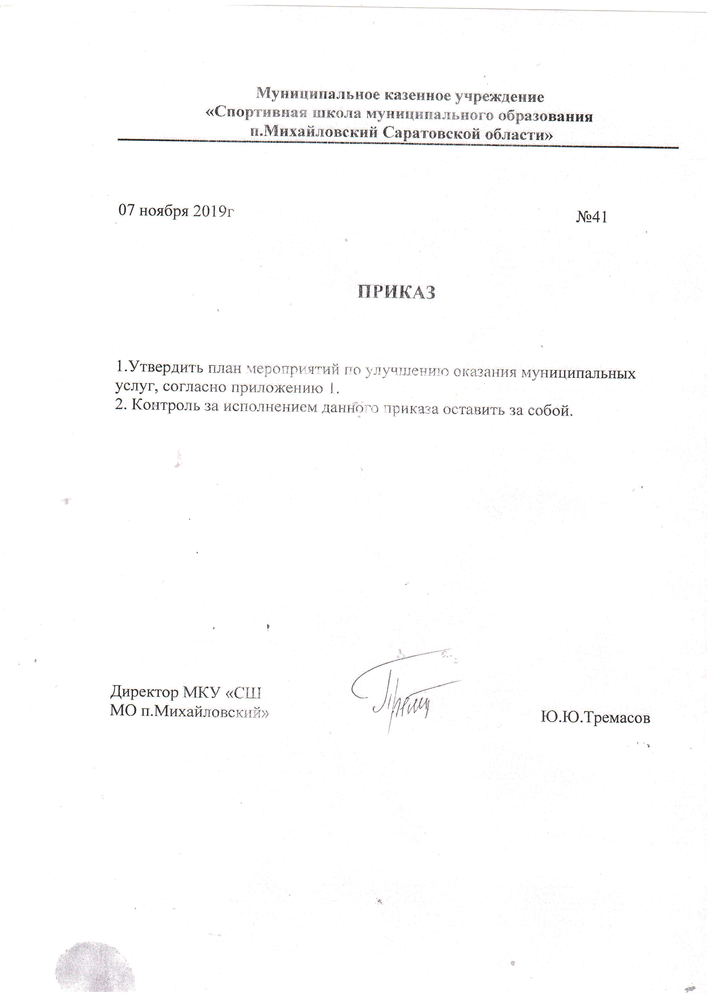 Муниципальное казенное учреждение
«Спортивная школа муниципального образования
п.Михайловский Саратовской области»
07 ноября 2019г №41
ПРИКАЗ
1.Утвердить план мероприятий по улучшению оказания муниципальных
услуг, согласно приложению 1.
2. Контроль за исполнением данного приказа оставить за собой.
Директор МКУ «СШ
МО п.Михайловский» Ю.Ю.Тремасов